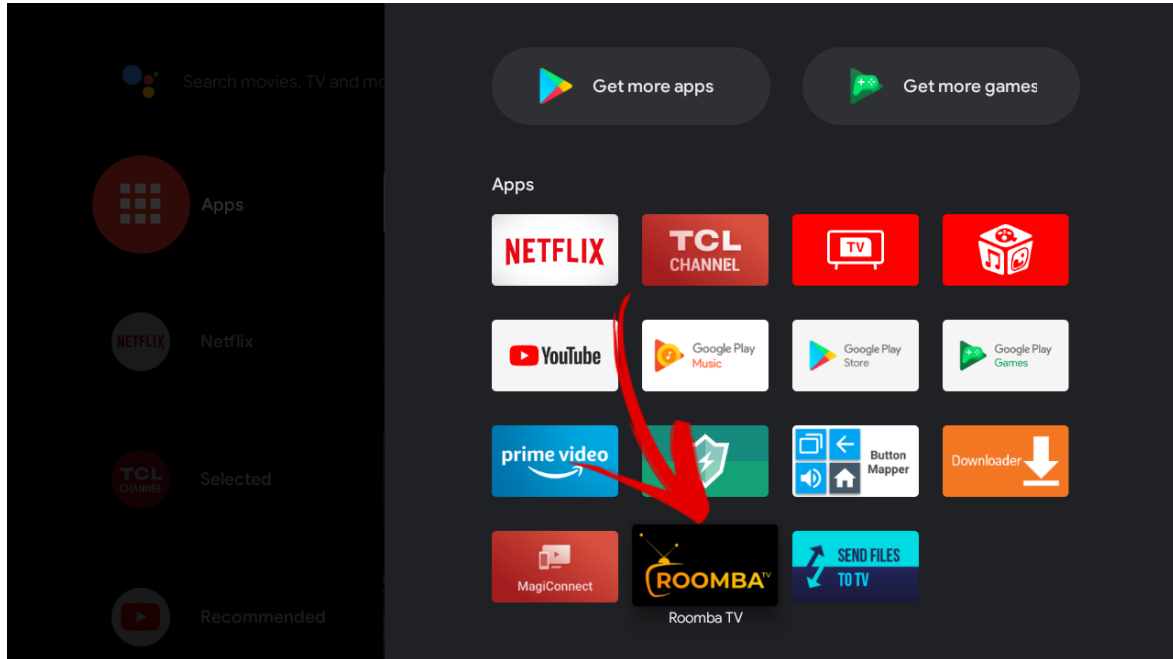 Search movies, TV and mo
Get more apps
Get more games
Apps
Apps
NETFLIX
TCL
CHANNEL
TV
NETFLIX
Netflix
YouTube
Google Play
Music
Google Play
Store
Google Play
Games
prime video
Button
Mapper
Downloader
TCL
CHANNEL
Selected
MagiConnect
ROOMBA TV
SEND FILES
TO TV
Roomba TV
Recommended